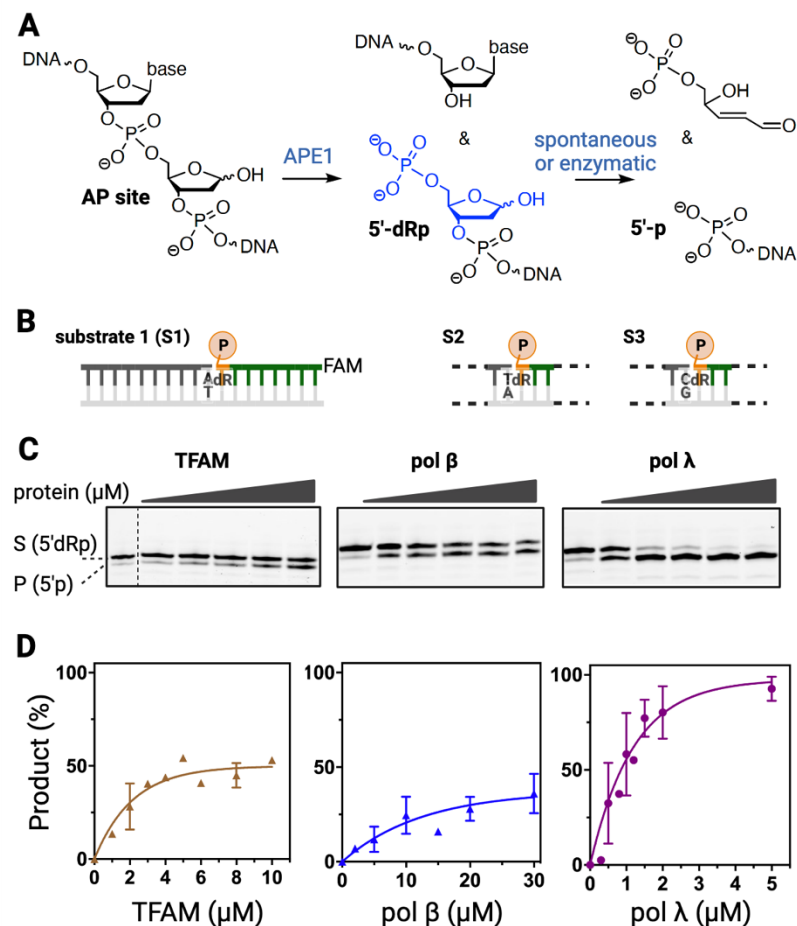 A
DNA
O
base
O
O
O
P
O
⊖O
O
OH
AP site
O
P
O
⊖O
O
DNA
APE1
DNA
O
base
O
OH
&
O
⊖O
P
O
⊖O
O
OH
5'-dRp
O
P
O
⊖O
O
DNA
spontaneous
or enzymatic
O
⊖O
P
O
⊖O
OH
O
&
5'-p
⊖O
O
P
⊖O
O
DNA
B
substrate 1 (S1)
P
FAM
A dR
T
S2
P
T dR
A
S3
P
C dR
G
C
TFAM
pol β
pol λ
protein (μM)
S (5'dRp)
P (5'p)
D
Product (%)
100
50
0
0 2 4 6 8 10
TFAM (μM)
100
50
0
0 10 20 30
pol β (μM)
100
50
0
0 1 2 3 4 5
pol λ (μM)